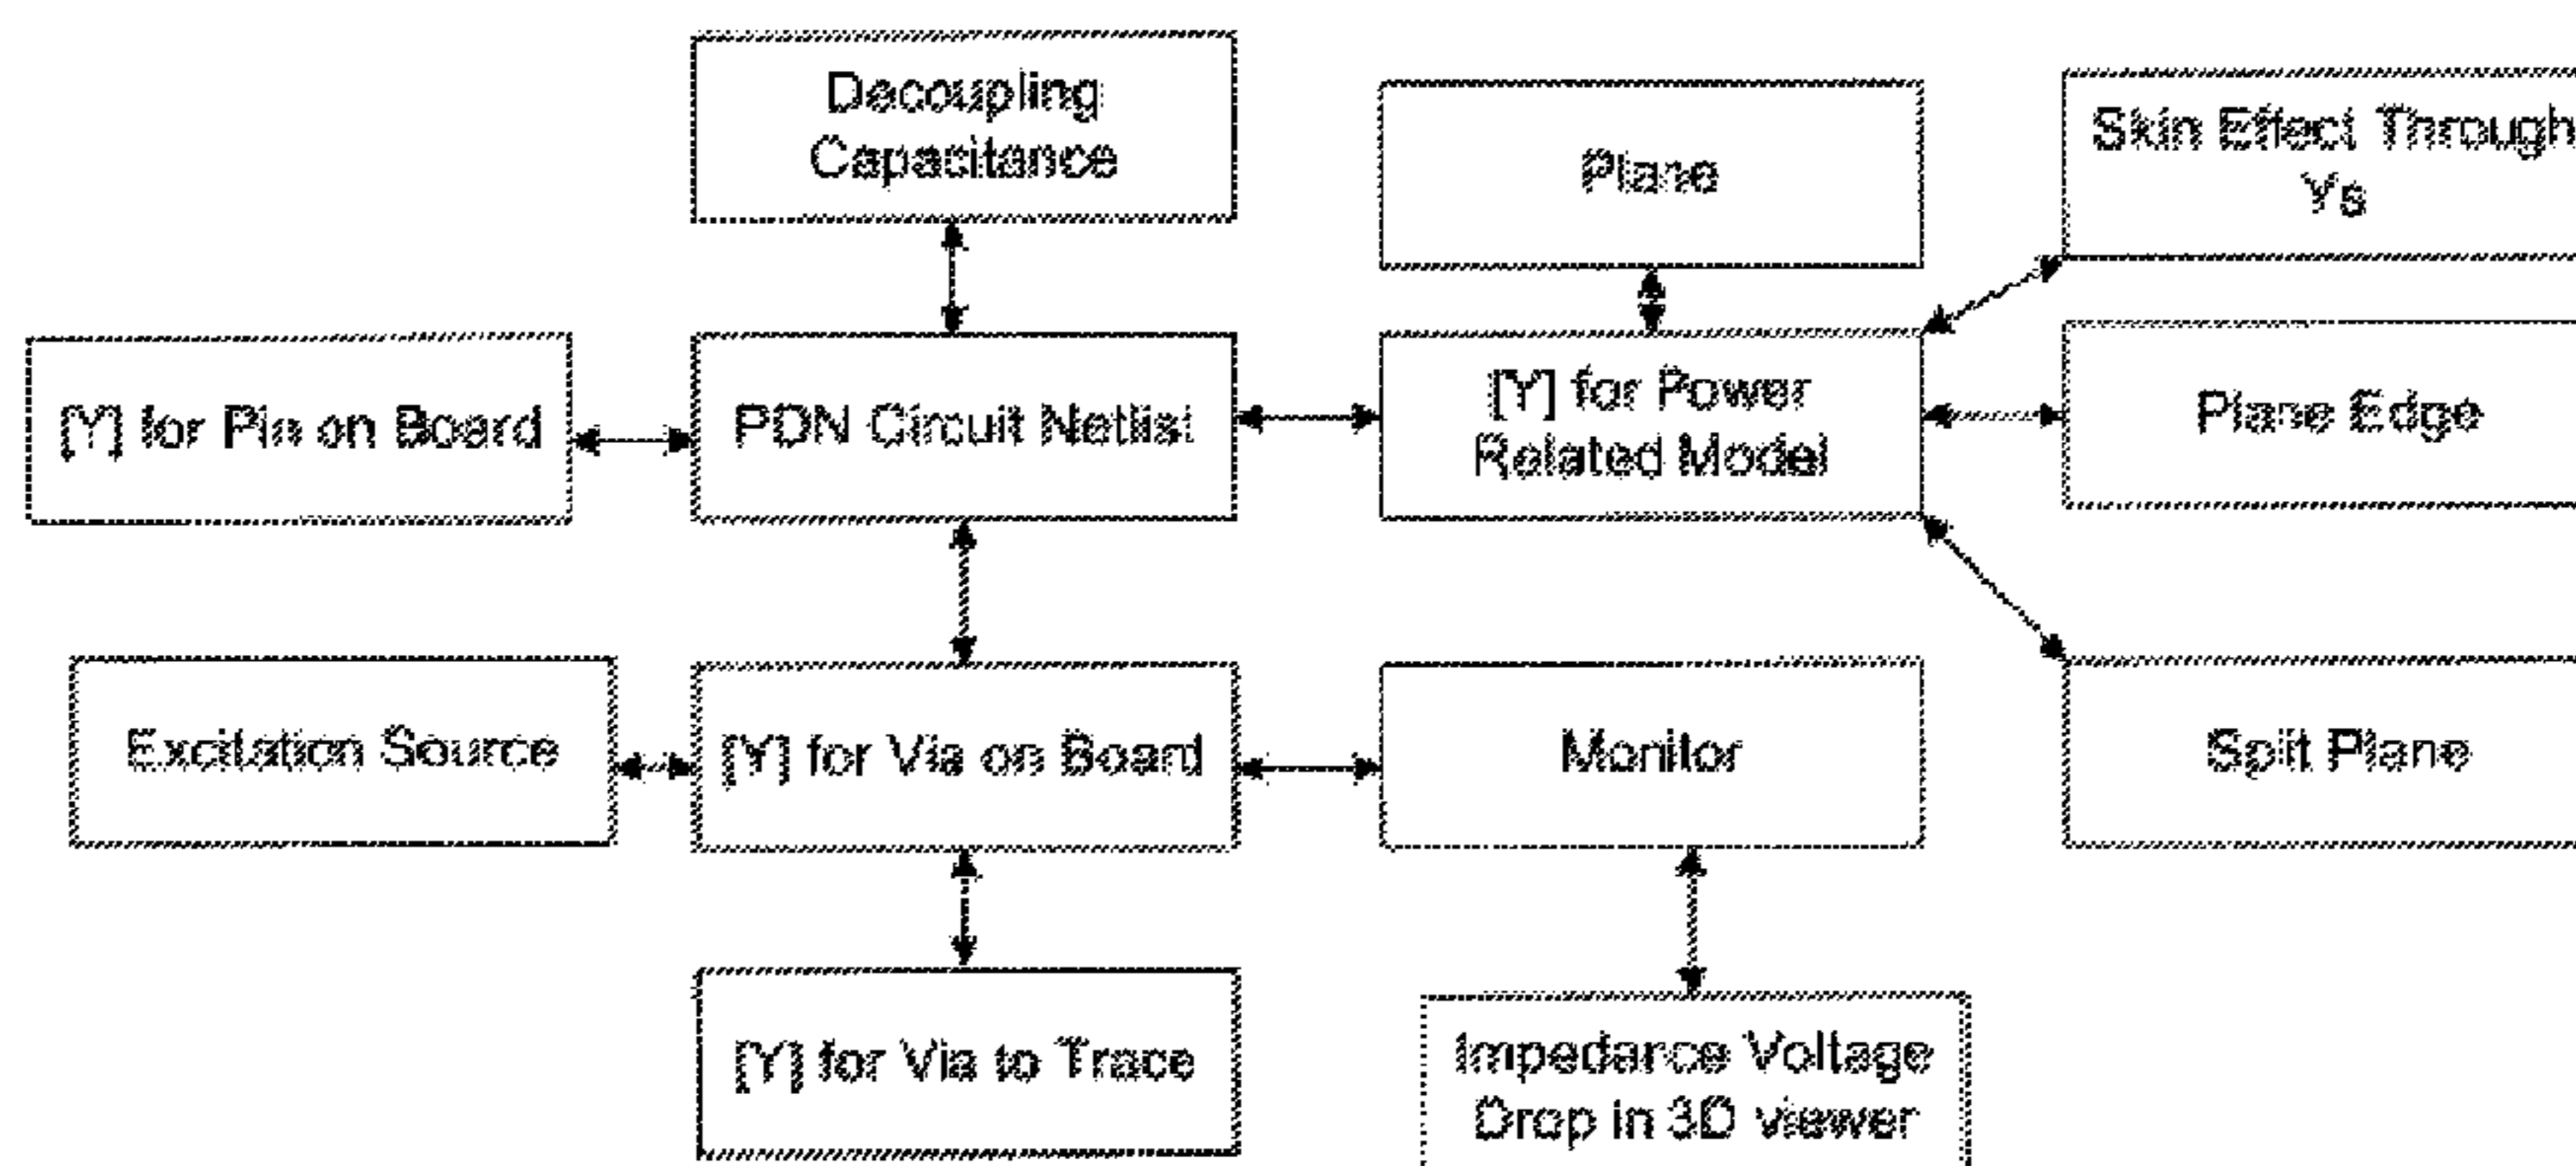 Decoupling
Capacitance
Plane
Skin Effect Through
Ys
[Y] for Pin on Board
PDN Circuit Netlist
[Y] for Power
Related Model
Plane Edge
Excitation Source
[Y] for Via on Board
Monitor
Split Plane
[Y] for Via to Trace
Impedance Voltage
Drop in 3D viewer